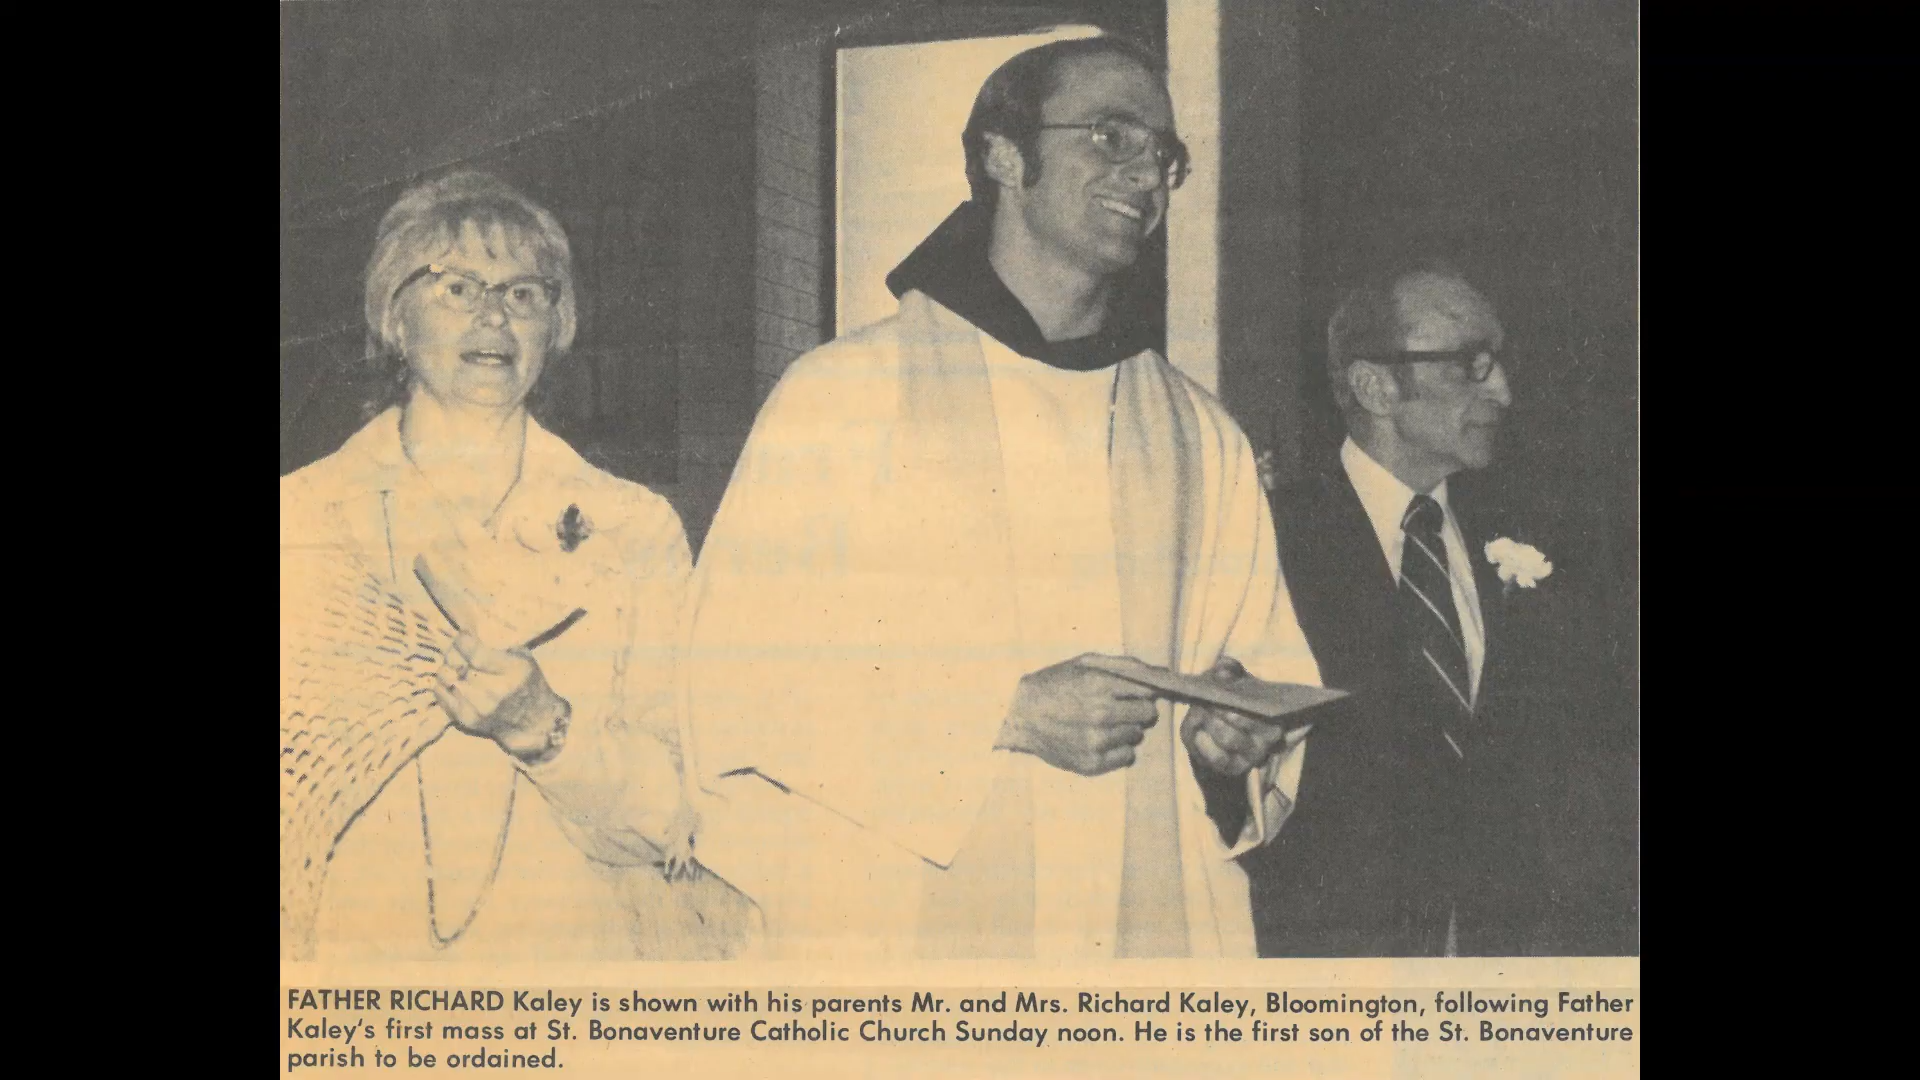 FATHER RICHARD Kaley is shown with his parents Mr. and Mrs. Richard Kaley, Bloomington, following Father
Kaley's first mass at St. Bonaventure Catholic Church Sunday noon. He is the first son of the St. Bonaventure
parish to be ordained.